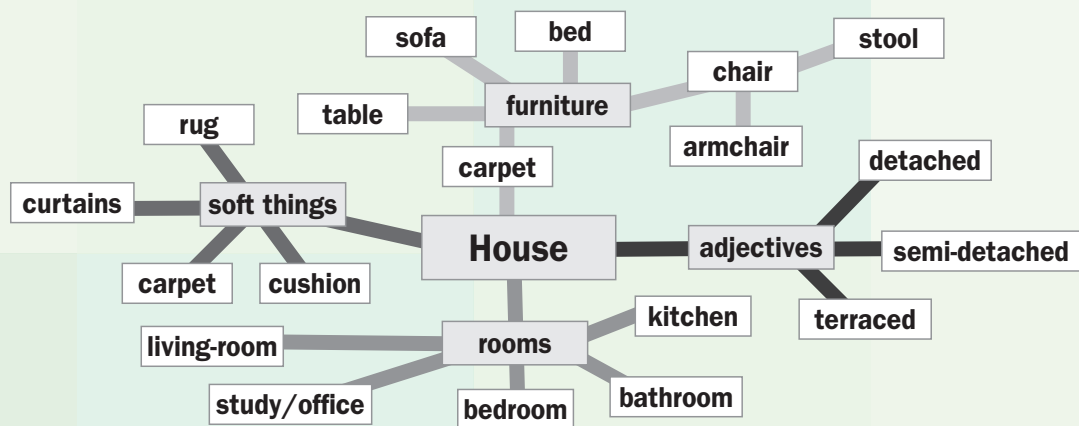 sofa
bed
stool
chair
table
furniture
rug
armchair
carpet
detached
curtains
soft things
House
adjectives
semi-detached
carpet
cushion
kitchen
terraced
living-room
rooms
study/office
bedroom
bathroom